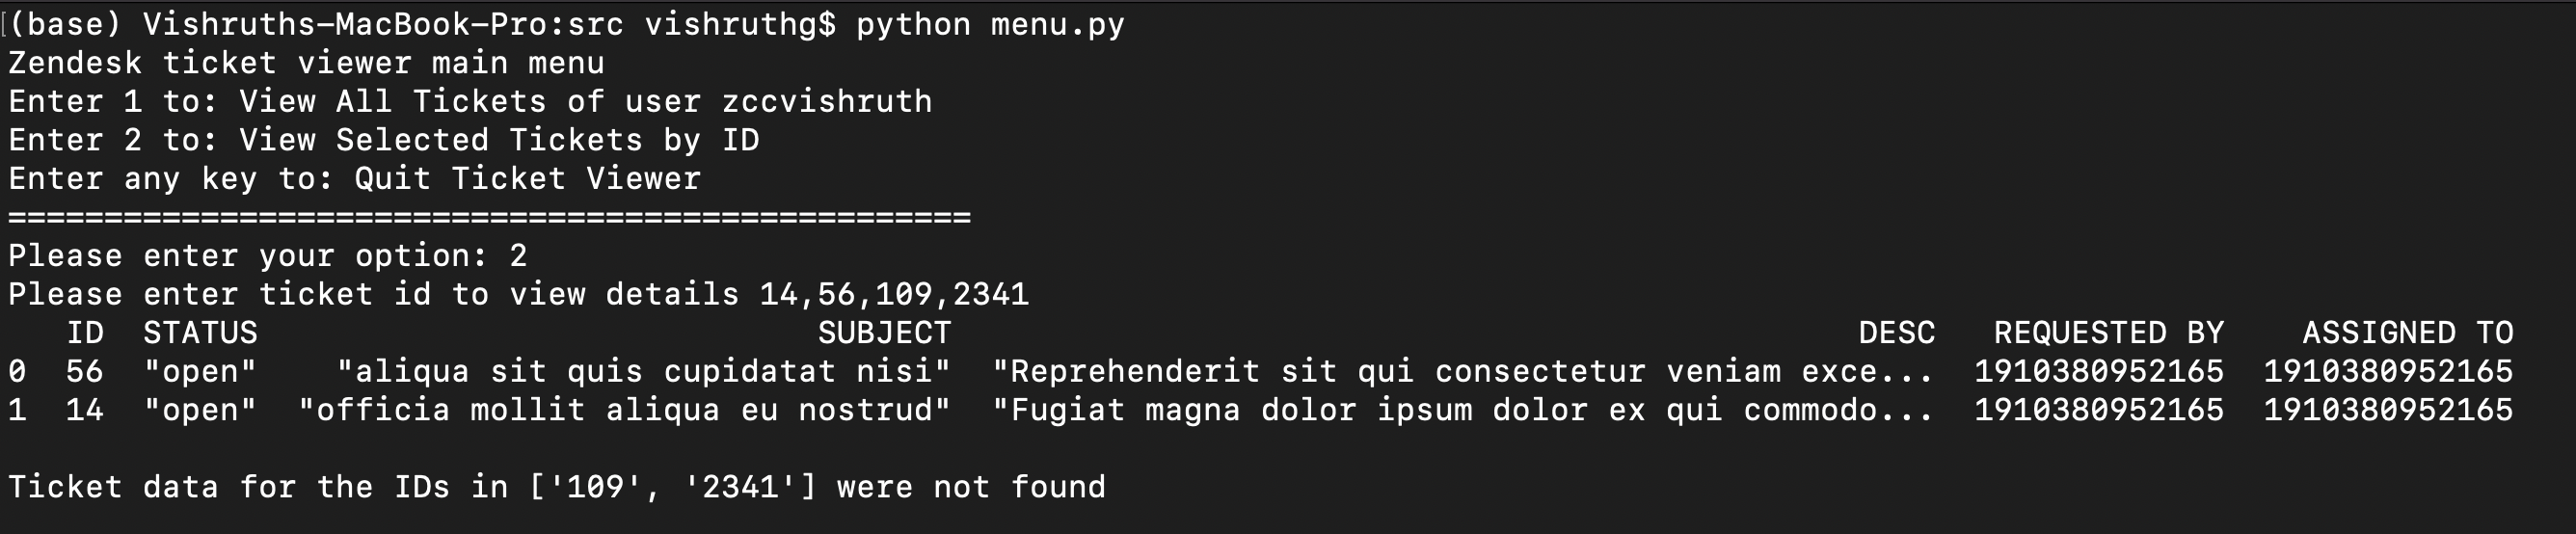 (base) Vishruths-MacBook-Pro:src vishruthg$ python menu.py
Zendesk ticket viewer main menu
Enter 1 to: View All Tickets of user zccvishruth
Enter 2 to: View Selected Tickets by ID
Enter any key to: Quit Ticket Viewer
==================================================
Please enter your option: 2
Please enter ticket id to view details 14,56,109,2341
ID STATUS SUBJECT DESC REQUESTED BY ASSIGNED TO
0 56 "open" "aliqua sit quis cupidatat nisi" "Reprehenderit sit qui consectetur veniam exce... 1910380952165 1910380952165
1 14 "open" "officia mollit aliqua eu nostrud" "Fugiat magna dolor ipsum dolor ex qui commodo... 1910380952165 1910380952165
Ticket data for the IDs in ['109', '2341'] were not found